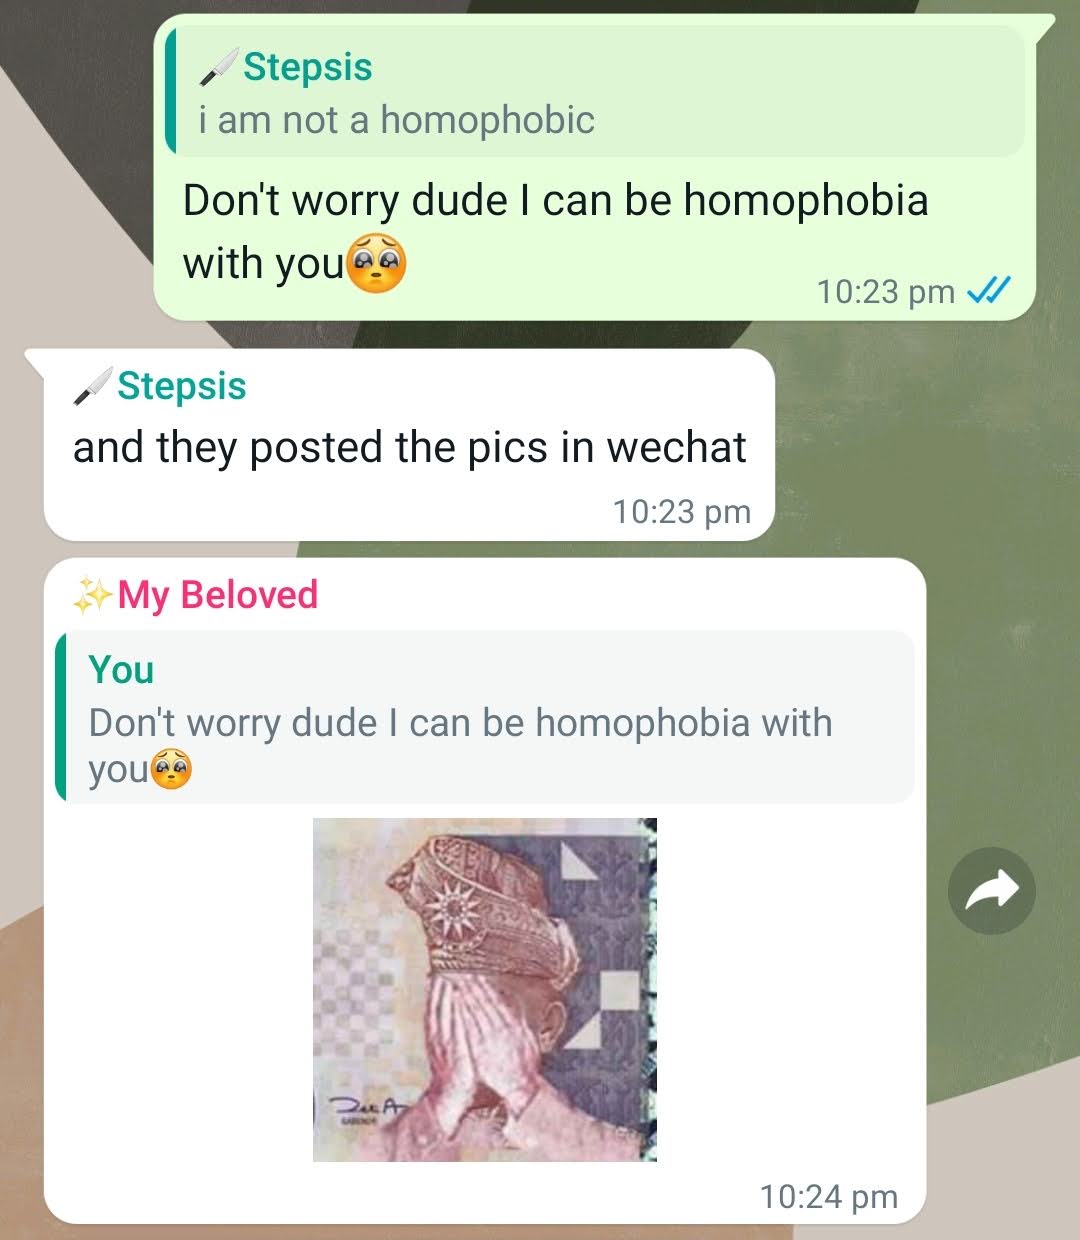 🔪Stepsis
i am not a homophobic
Don't worry dude I can be homophobia
with you🥺
10:23 pm
🔪Stepsis
and they posted the pics in wechat
10:23 pm
✨My Beloved
You
Don't worry dude I can be homophobia with
you🥺
10:24 pm